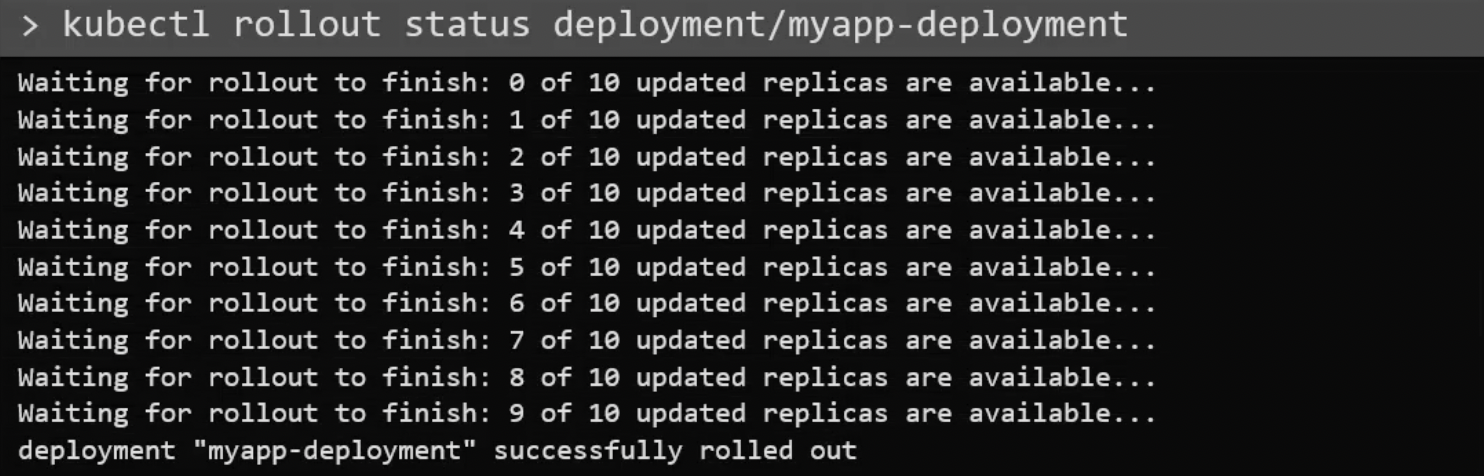 > kubectl rollout status deployment/myapp-deployment
Waiting for rollout to finish: 0 of 10 updated replicas are available...
Waiting for rollout to finish: 1 of 10 updated replicas are available...
Waiting for rollout to finish: 2 of 10 updated replicas are available...
Waiting for rollout to finish: 3 of 10 updated replicas are available...
Waiting for rollout to finish: 4 of 10 updated replicas are available...
Waiting for rollout to finish: 5 of 10 updated replicas are available...
Waiting for rollout to finish: 6 of 10 updated replicas are available...
Waiting for rollout to finish: 7 of 10 updated replicas are available...
Waiting for rollout to finish: 8 of 10 updated replicas are available...
Waiting for rollout to finish: 9 of 10 updated replicas are available...
deployment "myapp-deployment" successfully rolled out